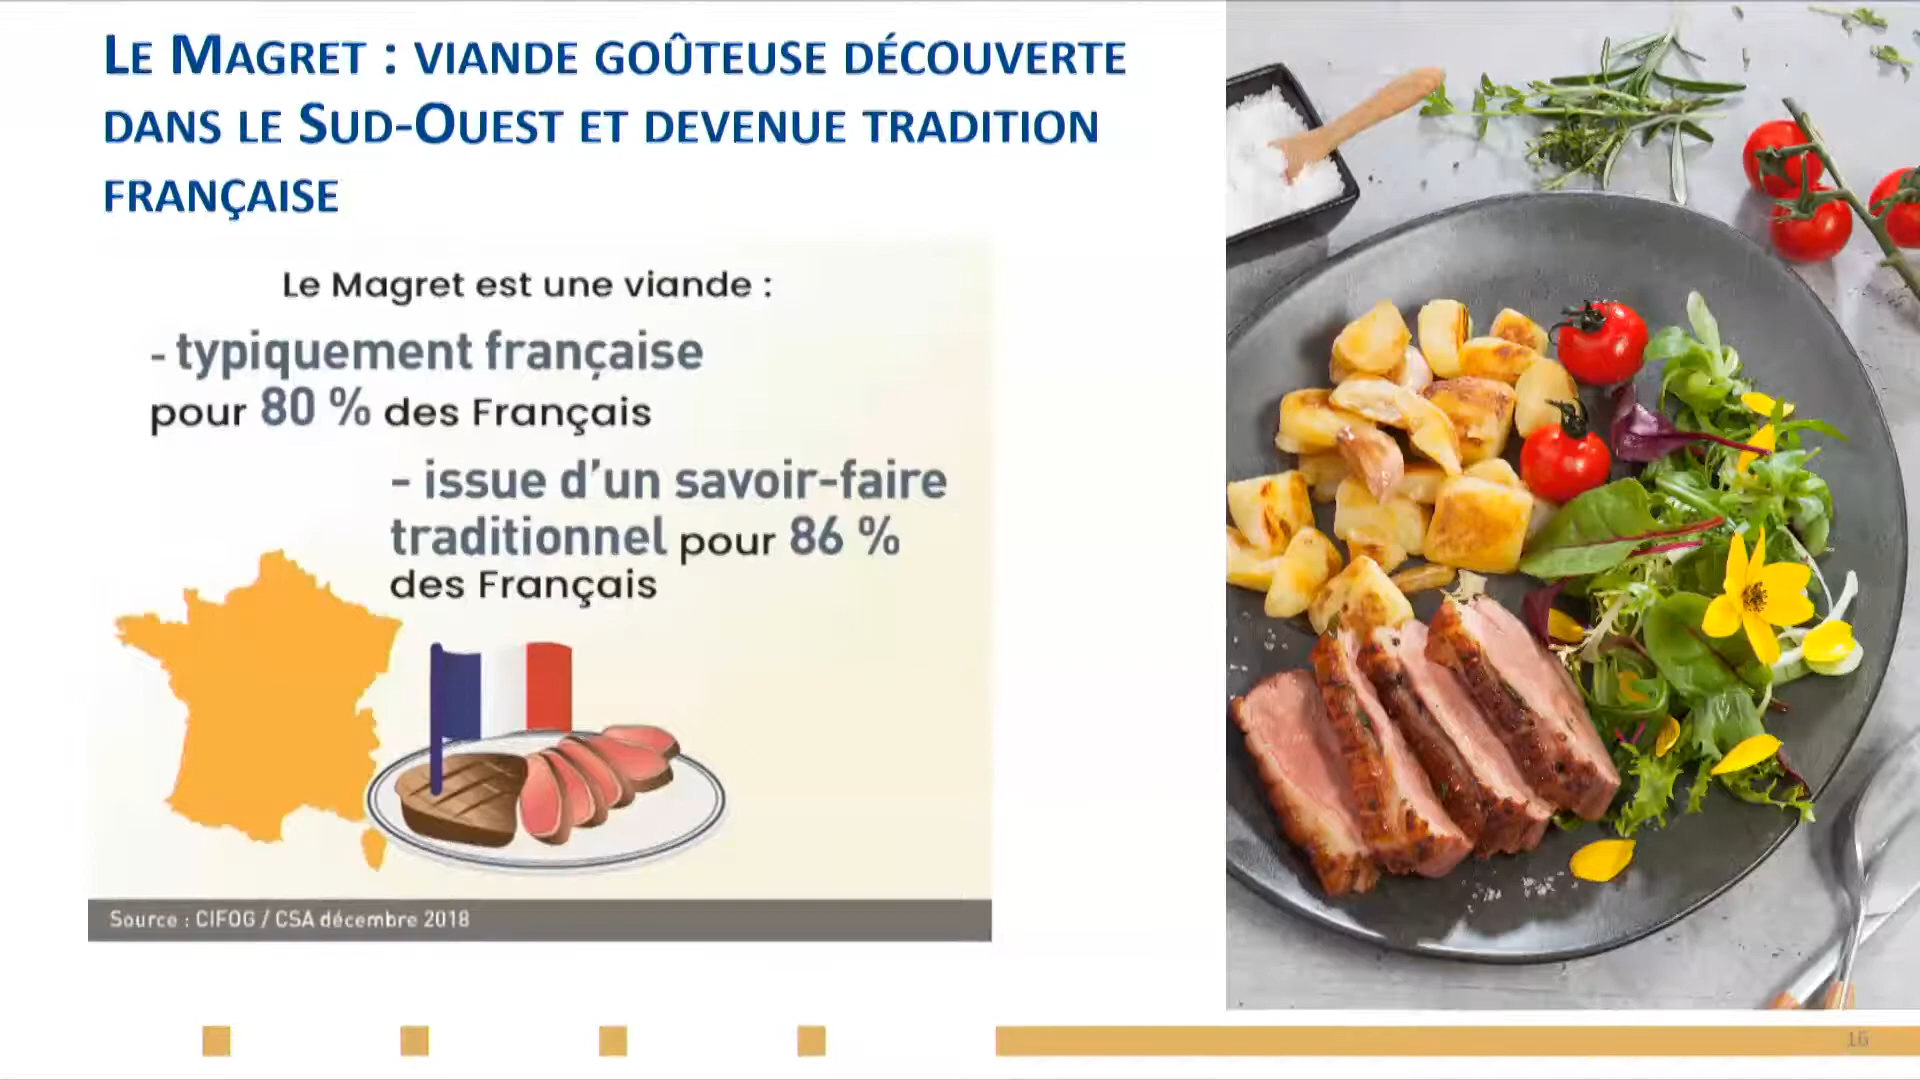 LE MAGRET : VIANDE GOÛTEUSE DÉCOUVERTE
DANS LE SUD-OUEST ET DEVENUE TRADITION
FRANÇAISE
Le Magret est une viande :
- typiquement française
pour 80 % des Français
- issue d’un savoir-faire
traditionnel pour 86 %
des Français
Source : CIFOG / CSA décembre 2018
16